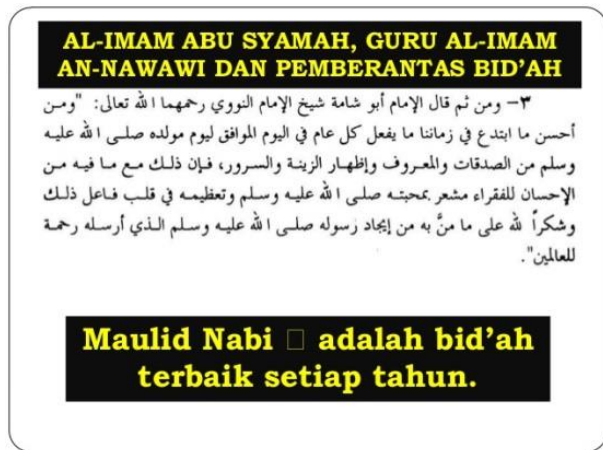 AL-IMAM ABU SYAMAH, GURU AL-IMAM
AN-NAWAWI DAN PEMBERANTAS BID’AH
٣– ومن ثم قال الإمام أبو شامة شيخ الإمام النووي رحمهما الله تعالى: "ومن
أحسن ما ابتدع في زماننا ما يفعل كل عام في اليوم الموافق ليوم مولده صلى الله عليه
وسلم من الصدقات والمعروف وإظهار الزينة والسرور، فإن ذلك مع ما فيه من
الإحسان للفقراء مشعر بمحبته صلى الله عليه وسلم وتعظيمه في قلب فاعل ذلك
وشكراً لله على ما منَّ به من إيجاد رسوله صلى الله عليه وسلم الذي أرسله رحمة
للعالمين".
Maulid Nabi □ adalah bid’ah
terbaik setiap tahun.